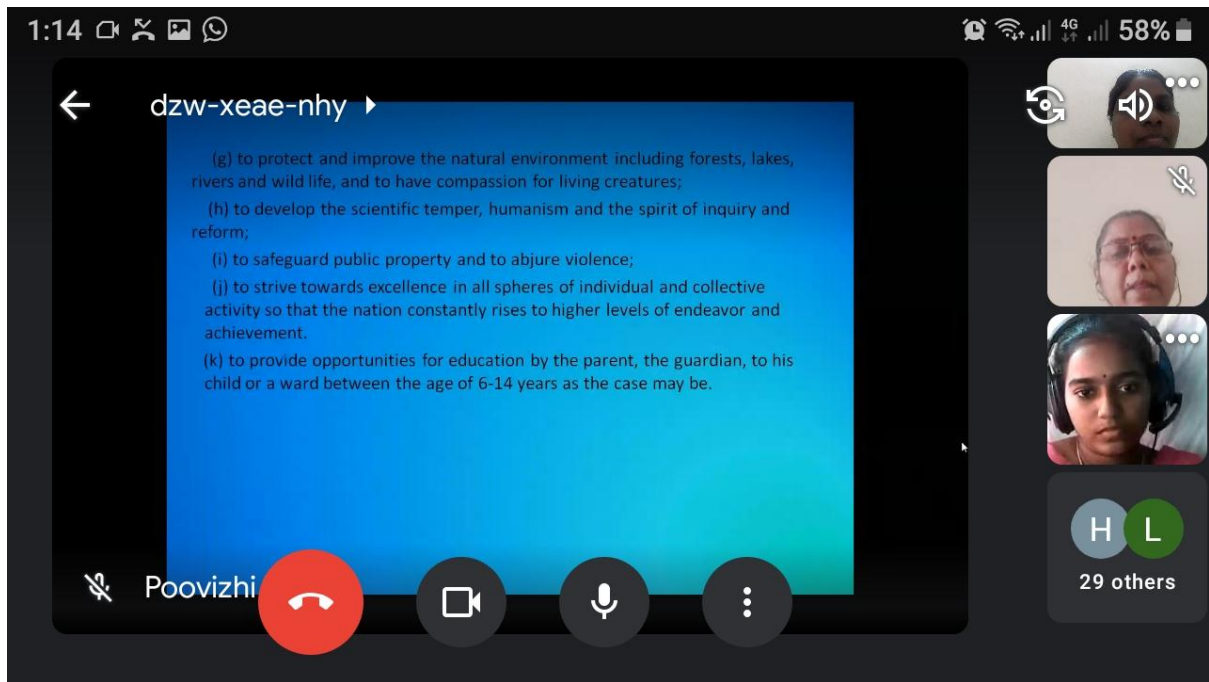 1:14
4G
58%
dzw-xeae-nhy
(g) to protect and improve the natural environment including forests, lakes,
rivers and wild life, and to have compassion for living creatures;
(h) to develop the scientific temper, humanism and the spirit of inquiry and
reform;
(i) to safeguard public property and to abjure violence;
(j) to strive towards excellence in all spheres of individual and collective
activity so that the nation constantly rises to higher levels of endeavor and
achievement.
(k) to provide opportunities for education by the parent, the guardian, to his
child or a ward between the age of 6-14 years as the case may be.
H L
29 others
Poovizhi